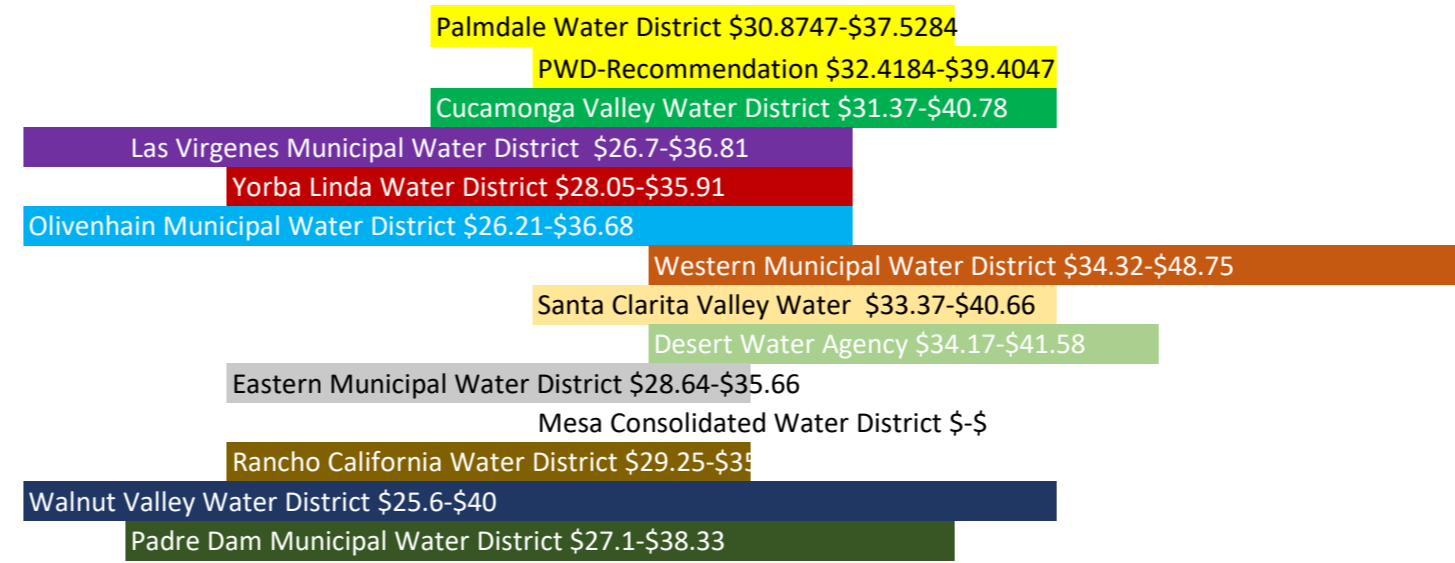 Palmdale Water District $30.8747-$37.5284
PWD-Recommendation $32.4184-$39.4047
Cucamonga Valley Water District $31.37-$40.78
Las Virgenes Municipal Water District $26.7-$36.81
Yorba Linda Water District $28.05-$35.91
Olivenhain Municipal Water District $26.21-$36.68
Western Municipal Water District $34.32-$48.75
Santa Clarita Valley Water $33.37-$40.66
Desert Water Agency $34.17-$41.58
Eastern Municipal Water District $28.64-$35.66
Mesa Consolidated Water District $-$
Rancho California Water District $29.25-$35
Walnut Valley Water District $25.6-$40
Padre Dam Municipal Water District $27.1-$38.33